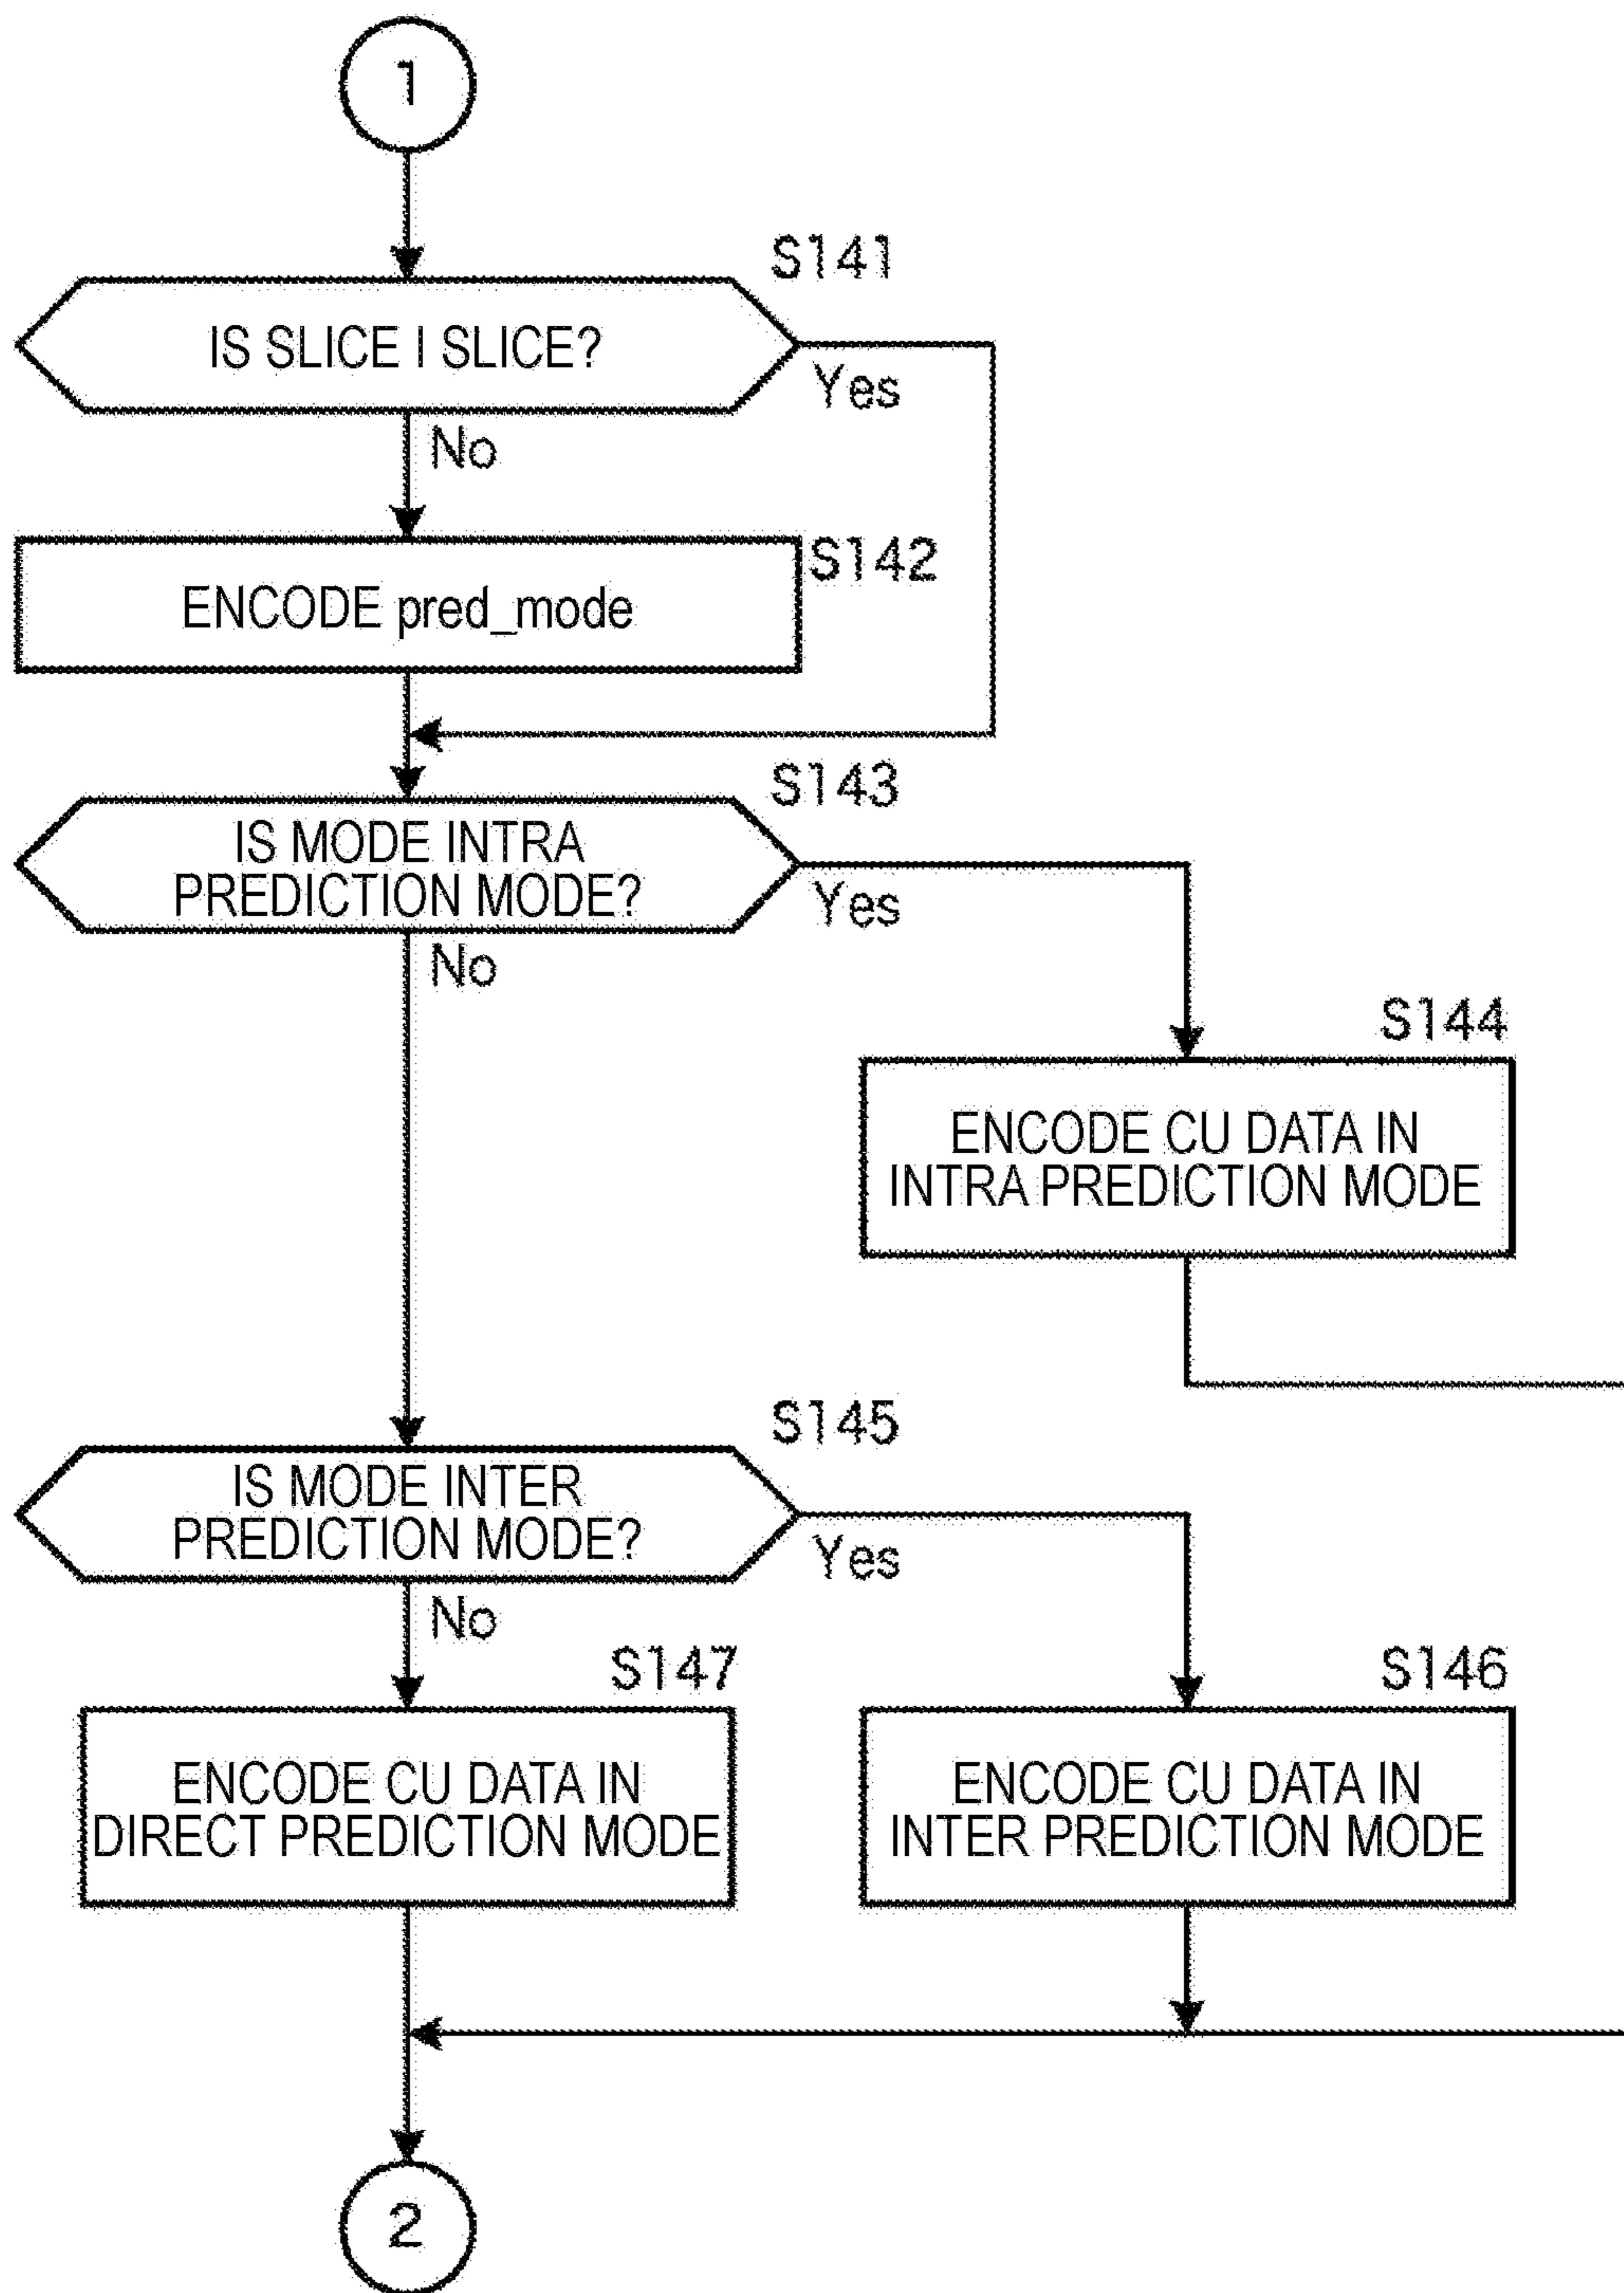 1
S141
IS SLICE I SLICE?
Yes
No
S142
ENCODE pred_mode
S143
IS MODE INTRA
PREDICTION MODE?
Yes
No
S144
ENCODE CU DATA IN
INTRA PREDICTION MODE
S145
IS MODE INTER
PREDICTION MODE?
Yes
No
S147
ENCODE CU DATA IN
DIRECT PREDICTION MODE
S146
ENCODE CU DATA IN
INTER PREDICTION MODE
2